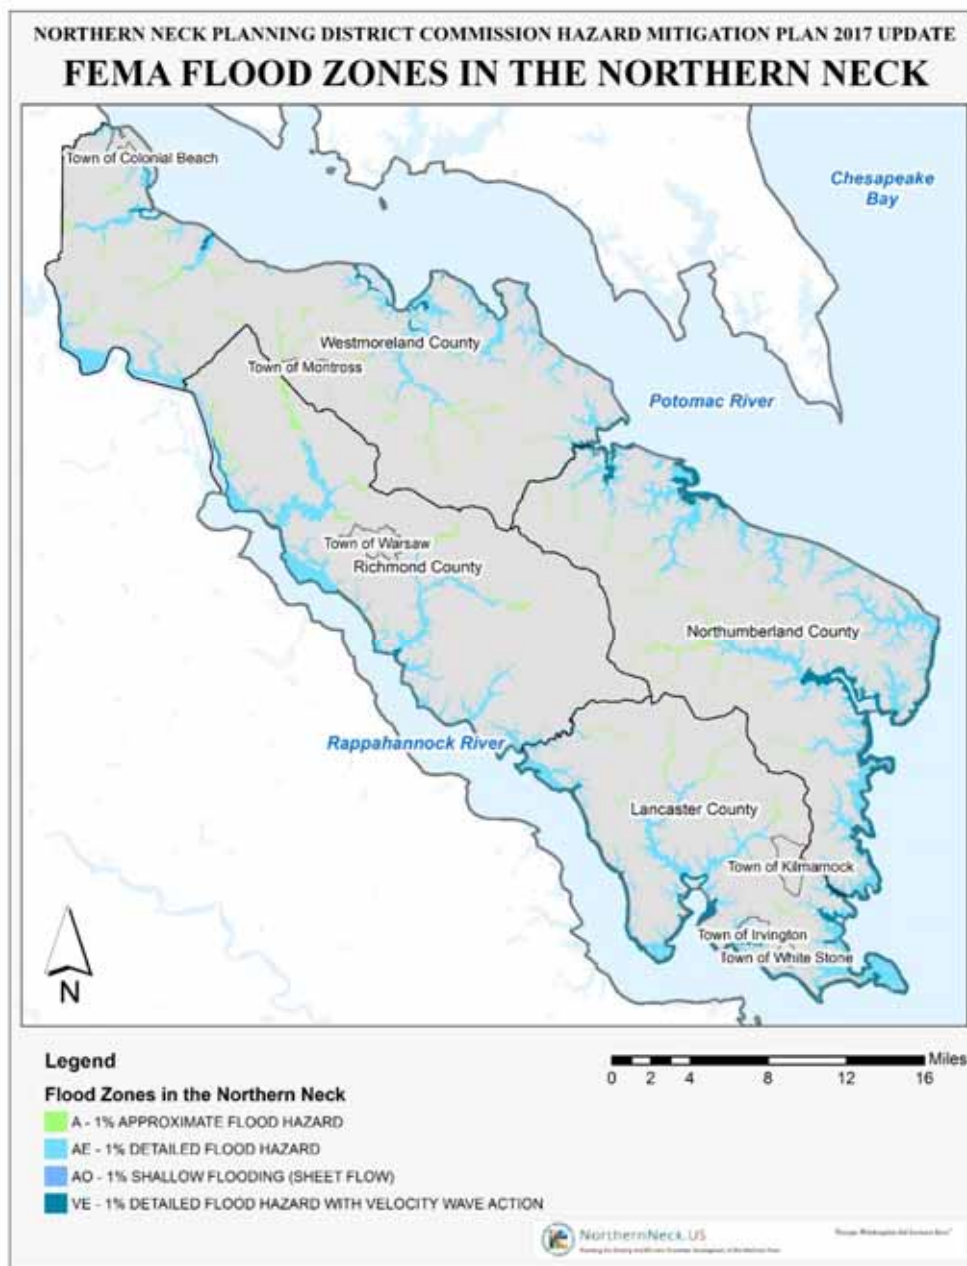 NORTHERN NECK PLANNING DISTRICT COMMISSION HAZARD MITIGATION PLAN 2017 UPDATE
FEMA FLOOD ZONES IN THE NORTHERN NECK
Town of Colonial Beach
Chesapeake
Bay
Westmoreland County
Town of Montross
Potomac River
Town of Warsaw
Richmond County
Northumberland County
Rappahannock River
Lancaster County
Town of Kilmarnock
Town of Irvington
Town of White Stone
N
Legend
Miles
0 2 4 8 12 16
Flood Zones in the Northern Neck
A - 1% APPROXIMATE FLOOD HAZARD
AE - 1% DETAILED FLOOD HAZARD
AO - 1% SHALLOW FLOODING (SHEET FLOW)
VE - 1% DETAILED FLOOD HAZARD WITH VELOCITY WAVE ACTION
NorthernNeck.US